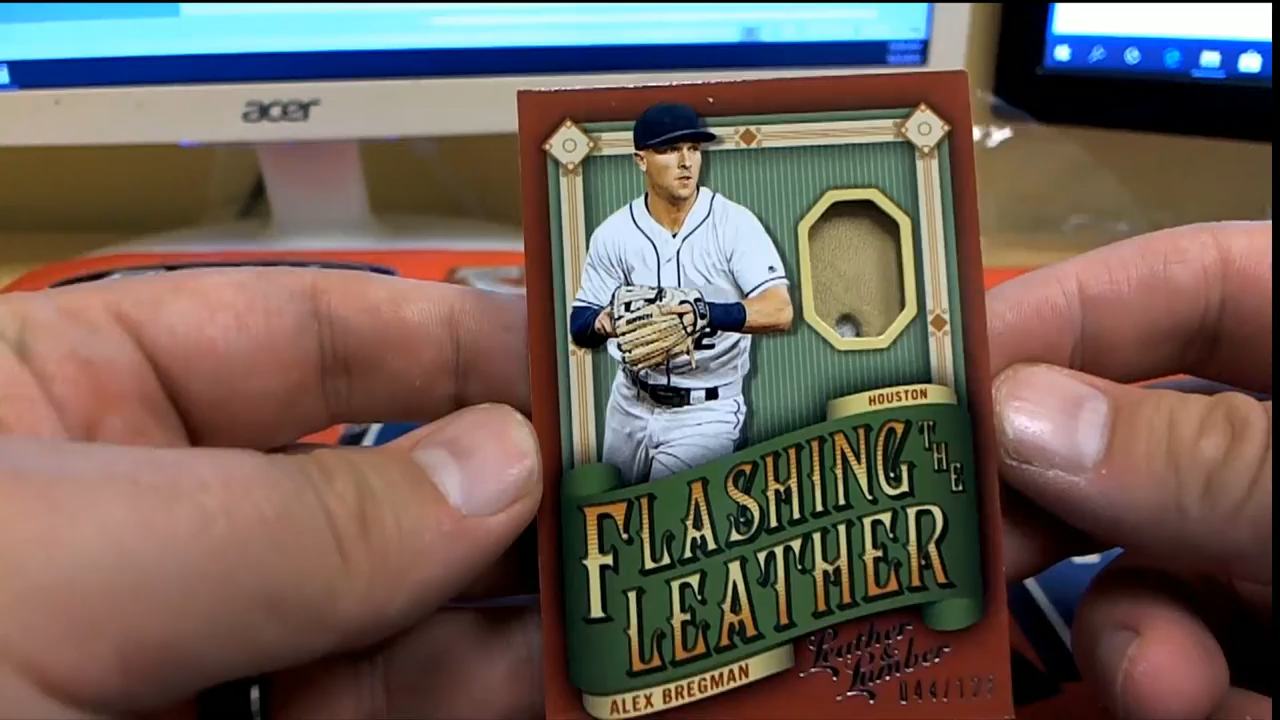 acer
HOUSTON
FLASHING THE
LEATHER
Leather
&
Lumber
ALEX BREGMAN